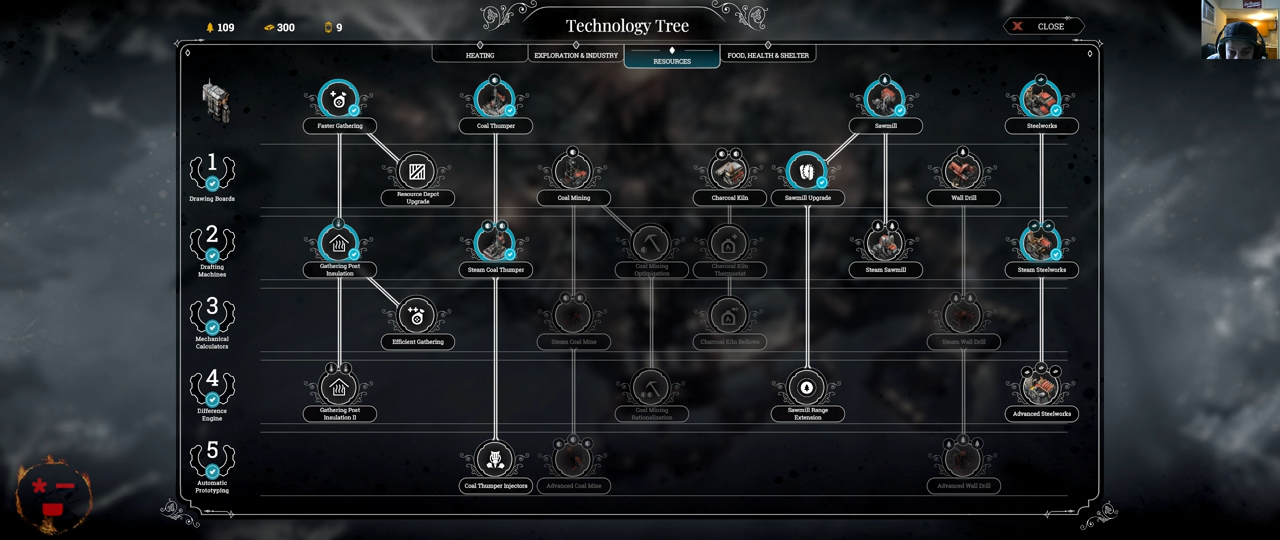 109 300 9
Technology Tree
CLOSE
HEATING
EXPLORATION & INDUSTRY
RESOURCES
FOOD, HEALTH & SHELTER
Faster Gathering
Coal Thumper
Sawmill
Steelworks
1
Drawing Boards
Resource Depot
Upgrade
Coal Mining
Charcoal Kiln
Sawmill Upgrade
Wall Drill
2
Drafting
Machines
Gathering Post
Insulation
Steam Coal Thumper
Coal Mining
Optimisation
Charcoal Kiln
Thermostat
Steam Sawmill
Steam Steelworks
3
Mechanical
Calculators
Efficient Gathering
Steam Coal Mine
Charcoal Kiln Bellows
Steam Wall Drill
4
Difference
Engine
Gathering Post
Insulation II
Coal Mining
Rationalisation
Sawmill Range
Extension
Advanced Steelworks
5
Automatic
Prototyping
Coal Thumper Injectors
Advanced Coal Mine
Advanced Wall Drill